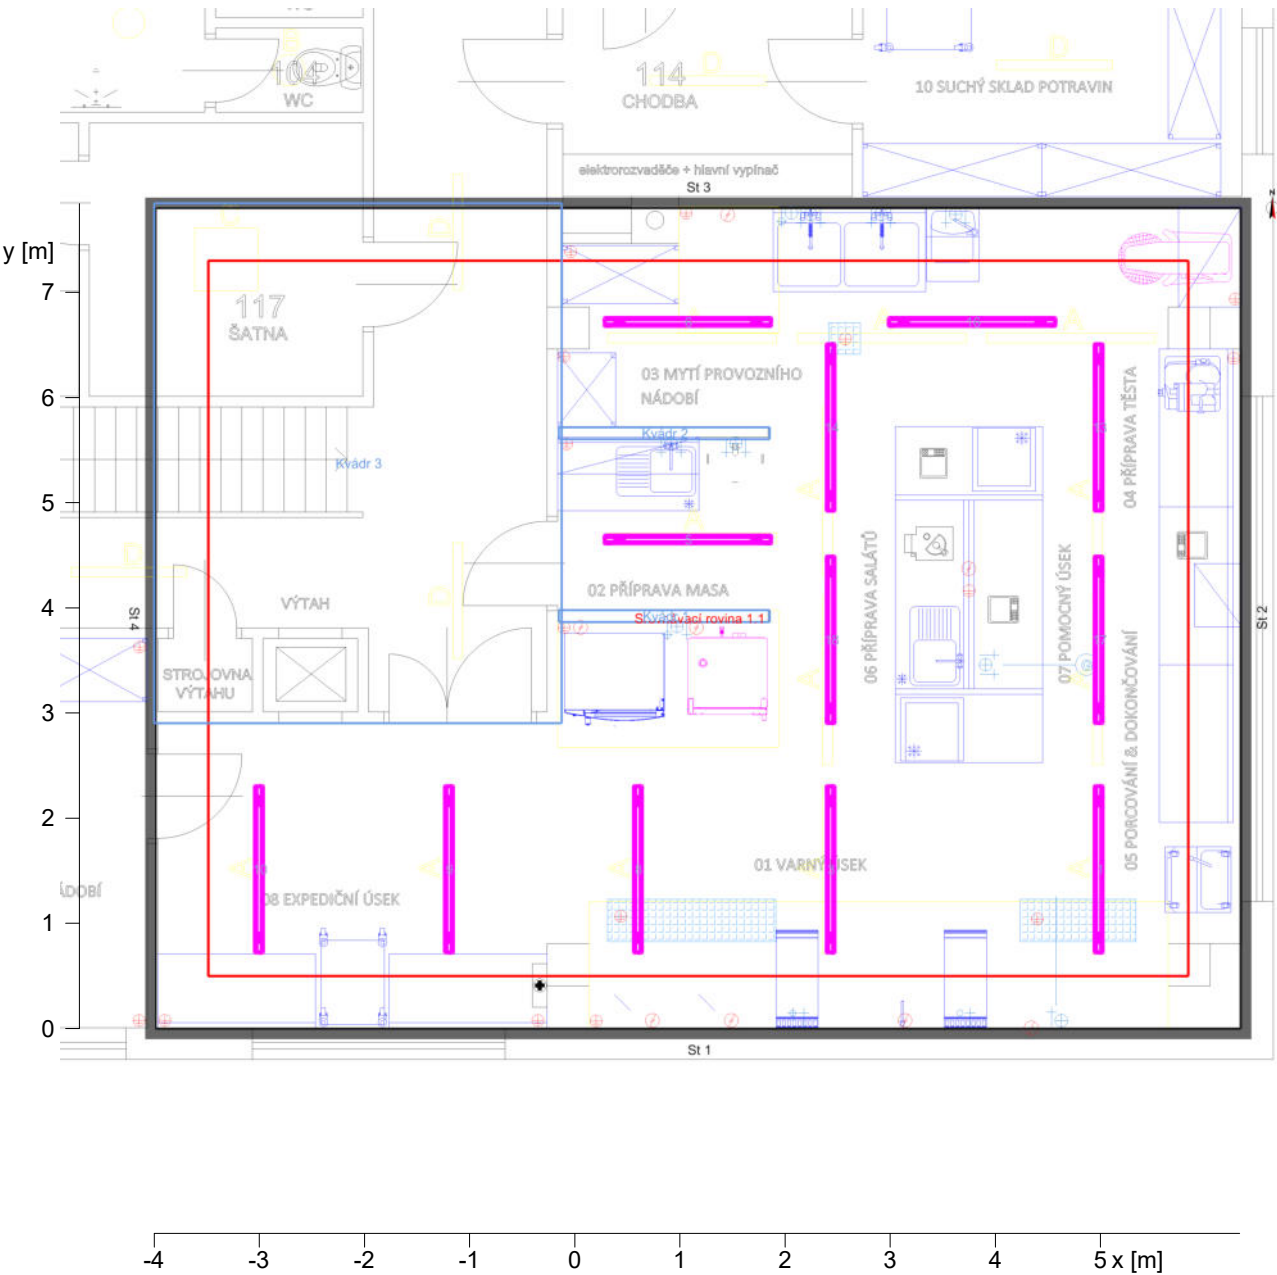 104
WC
114
CHODBA
D
D
10 SUCHÝ SKLAD POTRAVIN
elektrorozvaděče + hlavní vypínač
St 3
N
y [m]
7
6
5
4
3
2
1
0
117
ŠATNA
03 MYTÍ PROVOZNÍHO
NÁDOBÍ
A
04 PŘÍPRAVA TĚSTA
Kvádr 2
Kvádr 3
A
A
D
D
02 PŘÍPRAVA MASA
06 PŘÍPRAVA SALÁTŮ
07 POMOCNÝ ÚSEK
VÝTAH
St 4
St 2
STROJOVNA
VÝTAHU
05 PORCOVÁNÍ & DOKONČOVÁNÍ
A
A
A
A
A
01 VARNÝ ÚSEK
08 EXPEDIČNÍ ÚSEK
St 1
-4
-3
-2
-1
0
1
2
3
4
5
x [m]